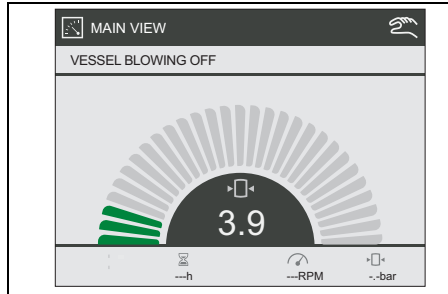 MAIN VIEW
VESSEL BLOWING OFF
3.9
---h ---RPM -.-bar